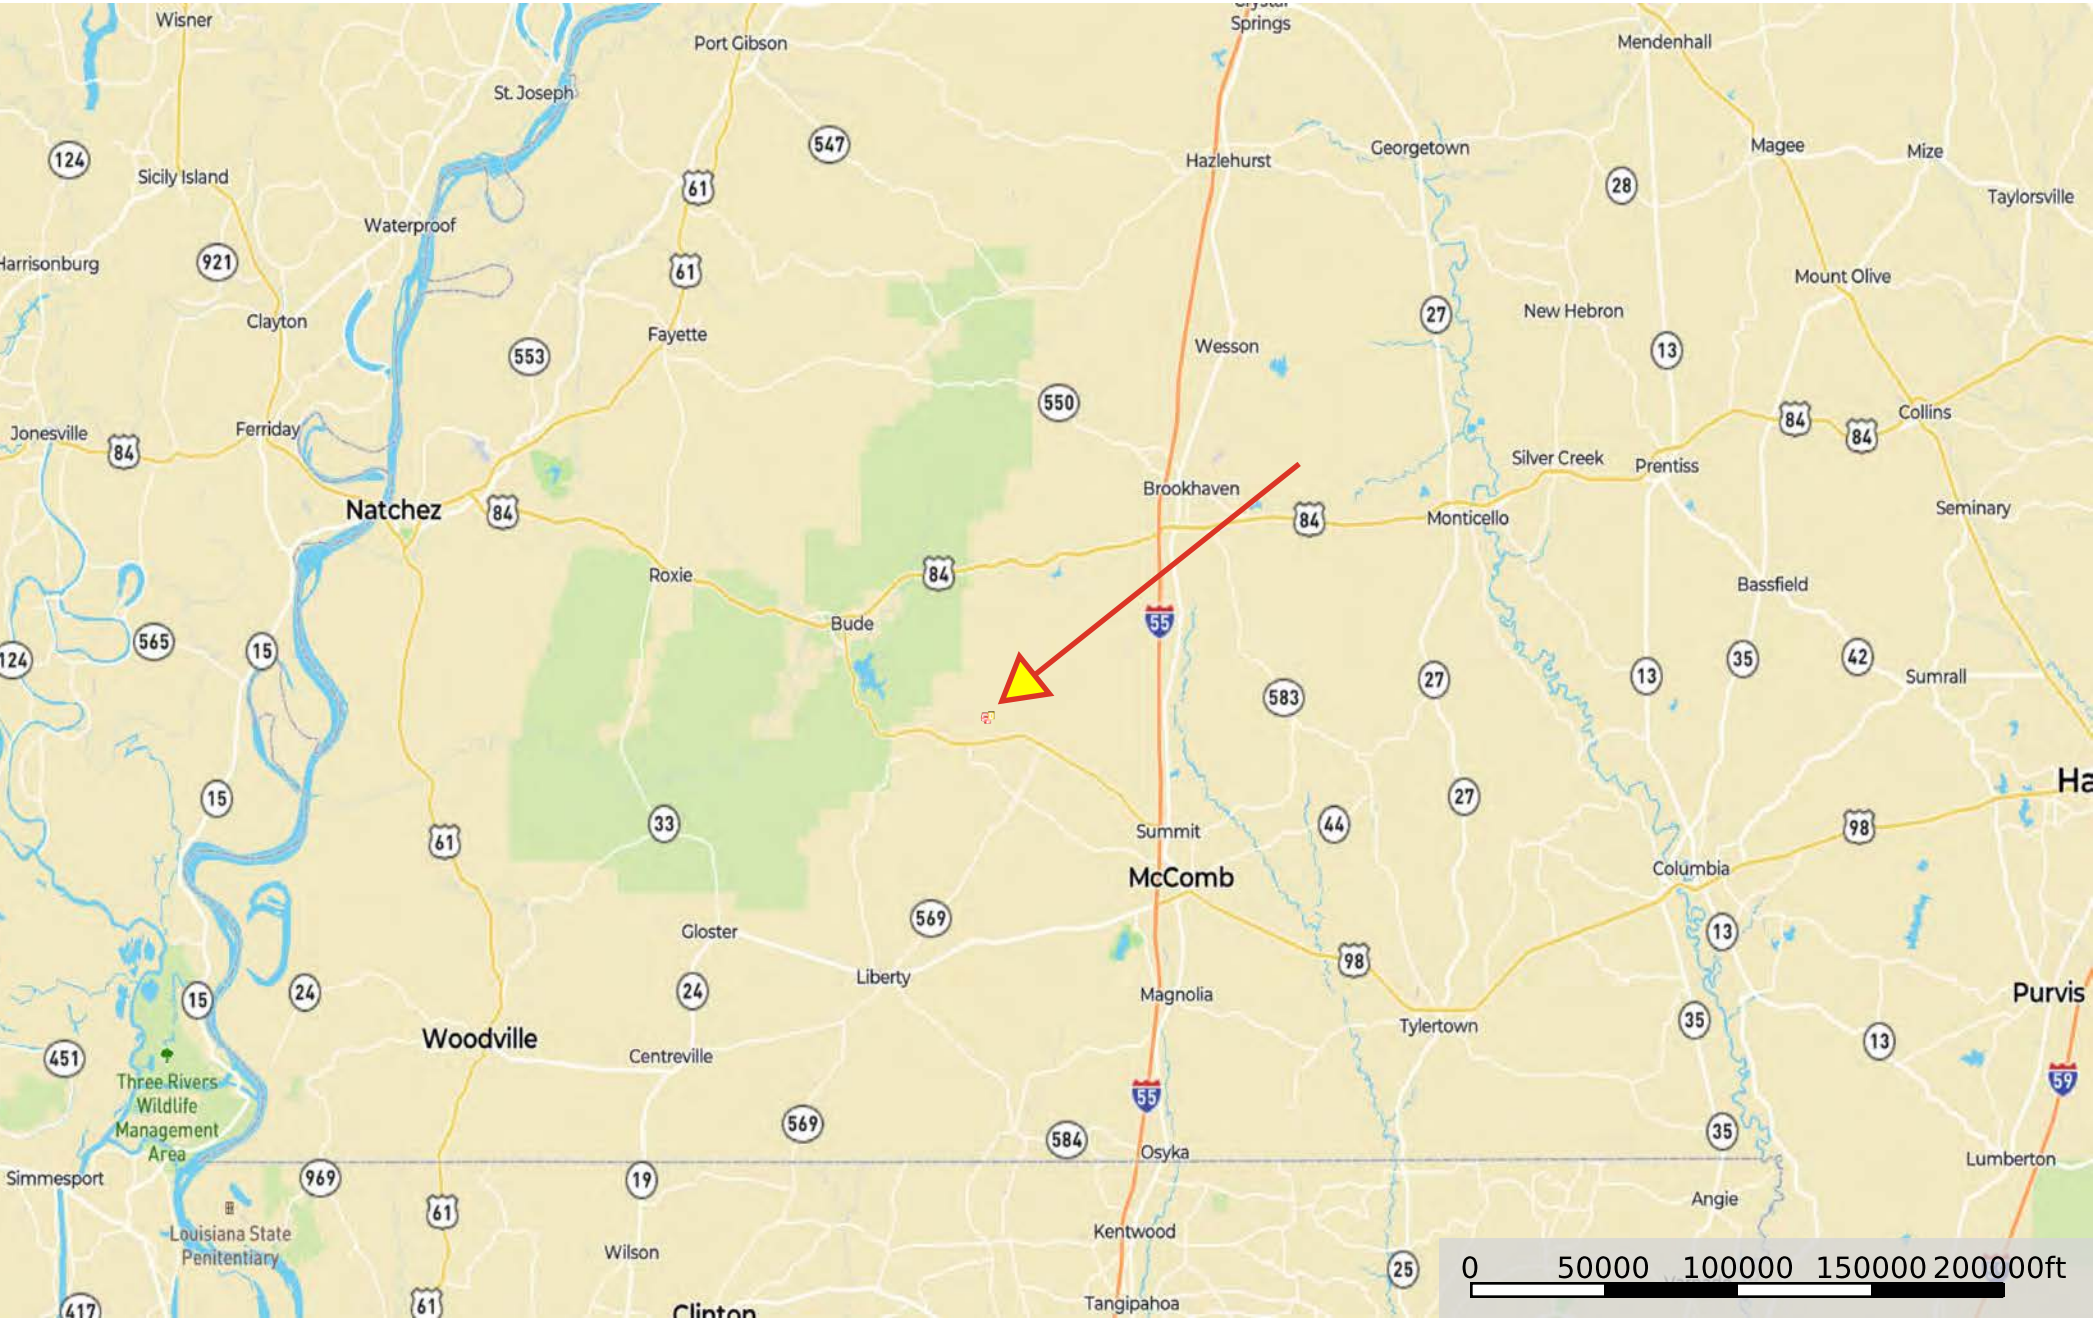 Wisner
Crystal
Springs
Port Gibson
Mendenhall
St. Joseph
124
547
Hazlehurst
Georgetown
Magee
Mize
Sicily Island
61
28
Taylorsville
Waterproof
Harrisonburg
921
61
Mount Olive
Clayton
27
New Hebron
Fayette
Wesson
553
13
550
Jonesville
84
Ferriday
84
84
Collins
Silver Creek
Prentiss
Brookhaven
Natchez
84
84
Monticello
Seminary
Roxie
84
Bassfield
Bude
55
124
565
15
27
13
35
42
Sumrall
583
Ha
15
33
61
27
44
98
Summit
McComb
Columbia
569
Gloster
13
98
Liberty
15
24
24
Magnolia
Purvis
Woodville
Tylertown
35
13
451
Centreville
Three Rivers
Wildlife
Management
Area
55
59
569
584
35
Osyka
Simmesport
969
19
Lumberton
61
Angie
Louisiana State
Penitentiary
Kentwood
Wilson
25
0 50000 100000 150000 200000ft
417
61
Clinton
Tangipahoa